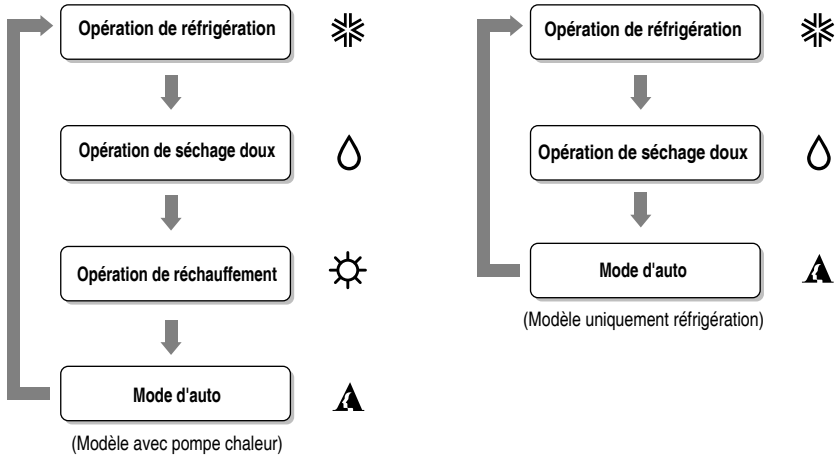 Opération de réfrigération
Opération de séchage doux
Opération de réchauffement
Mode d'auto
(Modèle avec pompe chaleur)
Opération de réfrigération
Opération de séchage doux
Mode d'auto
(Modèle uniquement réfrigération)